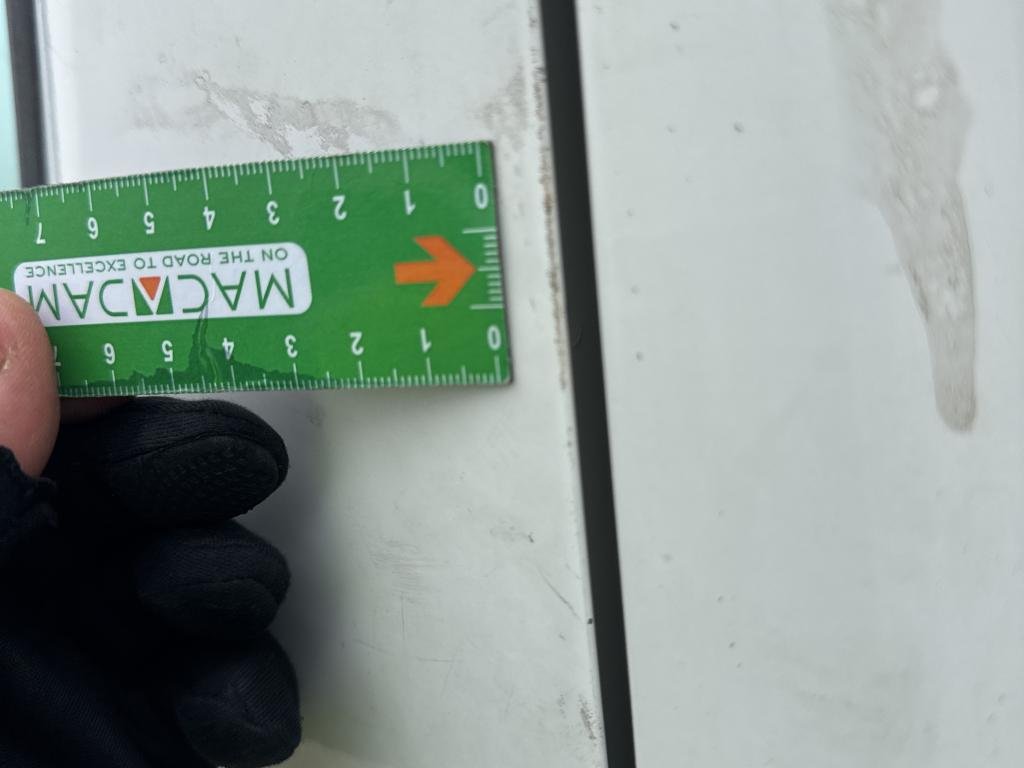 0 1 2 3 4 5 6
MACADAM
ON THE ROAD TO EXCELLENCE
0 1 2 3 4 5 6 7